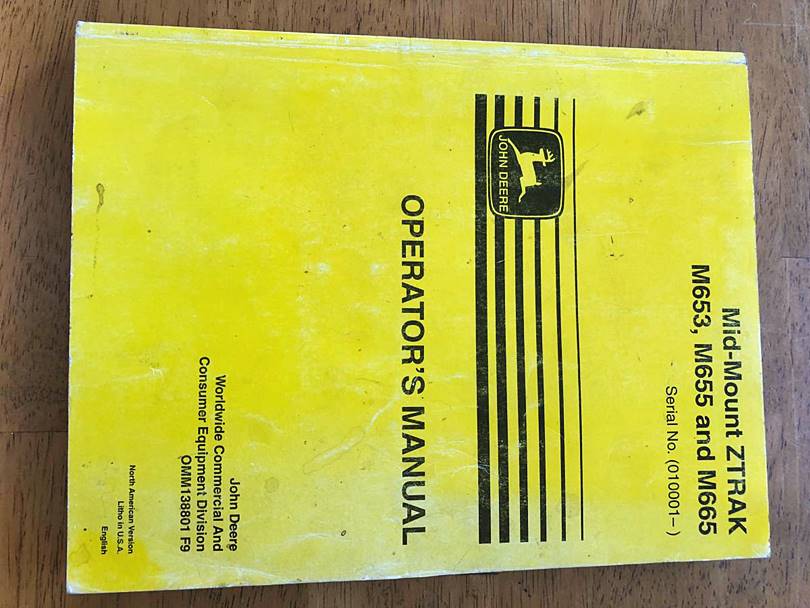 Mid-Mount ZTRAK
M653, M655 and M665
Serial No. (010001– )
JOHN DEERE
OPERATOR'S MANUAL
John Deere
Worldwide Commercial And
Consumer Equipment Division
OMM138801 F9
North American Version
Litho in U.S.A.
English